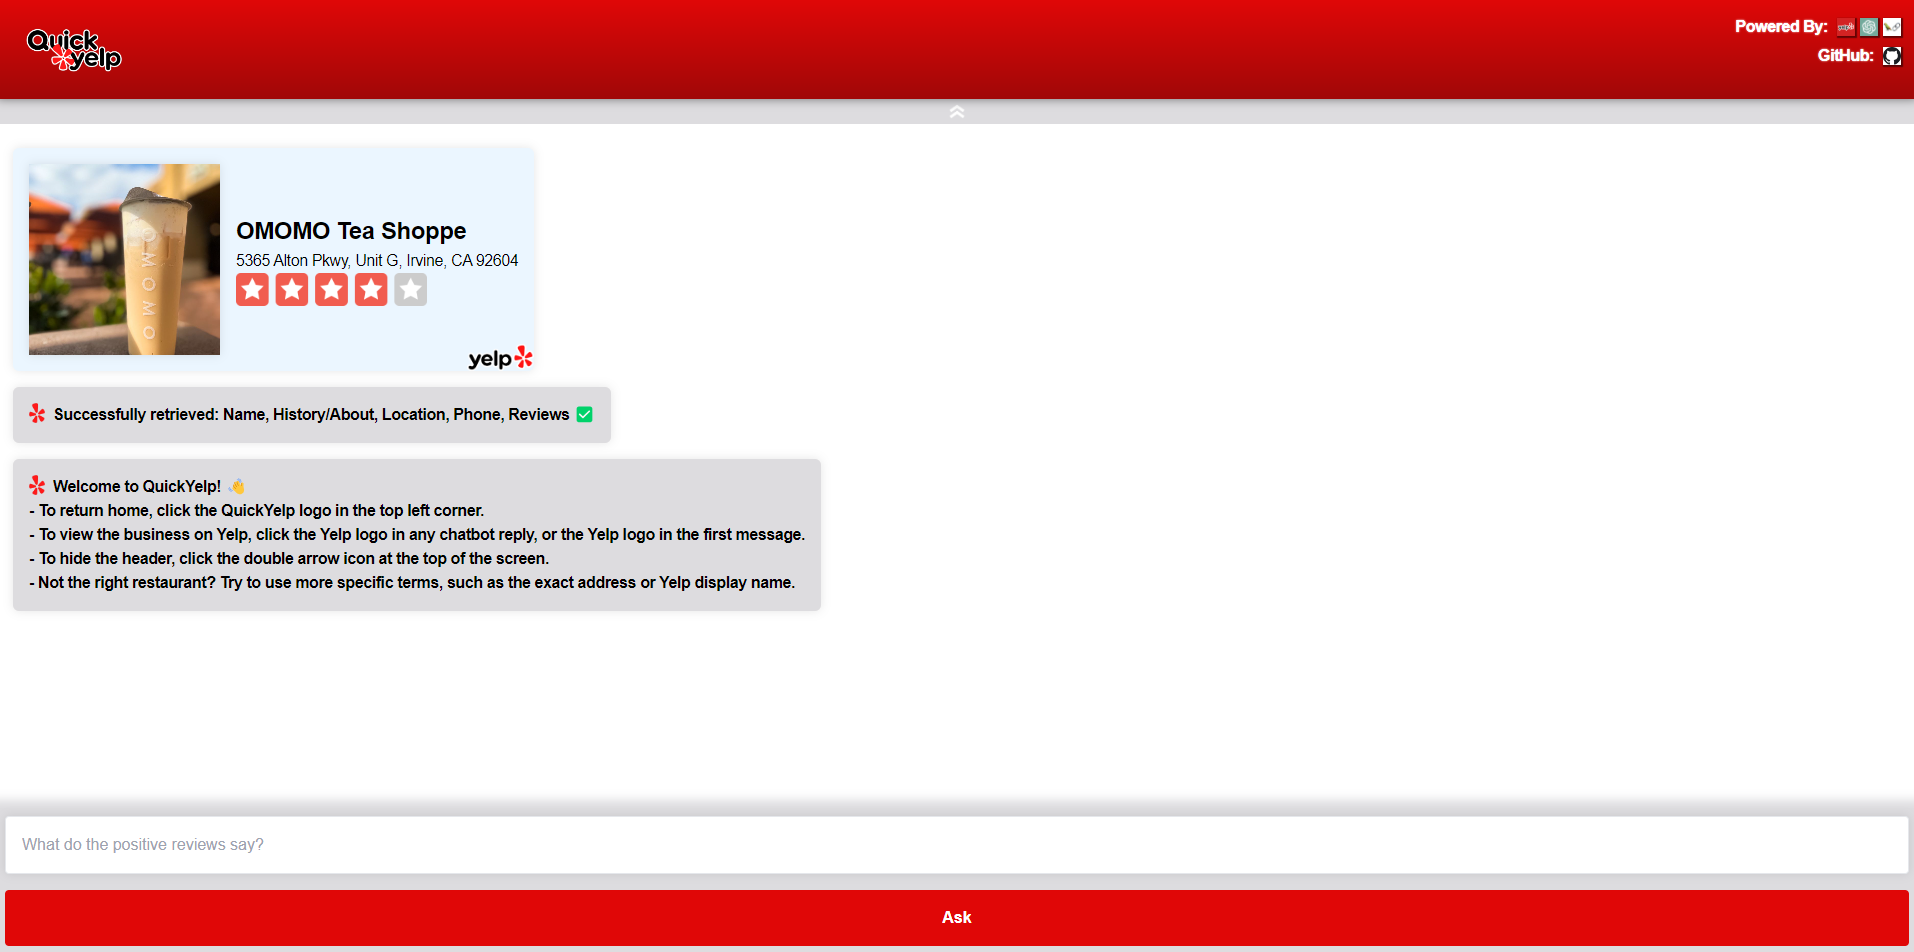 Quick
yelp
Powered By:
GitHub:
OMOMO
OMOMO Tea Shoppe
5365 Alton Pkwy, Unit G, Irvine, CA 92604
yelp
Successfully retrieved: Name, History/About, Location, Phone, Reviews
Welcome to QuickYelp!
- To return home, click the QuickYelp logo in the top left corner.
- To view the business on Yelp, click the Yelp logo in any chatbot reply, or the Yelp logo in the first message.
- To hide the header, click the double arrow icon at the top of the screen.
- Not the right restaurant? Try to use more specific terms, such as the exact address or Yelp display name.
What do the positive reviews say?
Ask